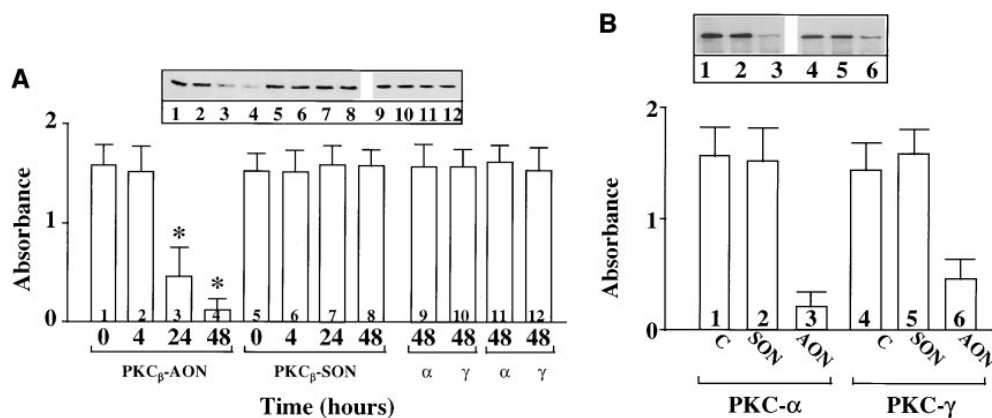 A
1 2 3 4 5 6 7 8 9 10 11 12
2
1
0
Absorbance
* *
1 2 3 4 5 6 7 8 9 10 11 12
0 4 24 48 0 4 24 48 48 48 48 48
PKCβ-AON PKCβ-SON α γ α γ
Time (hours)
B
1 2 3 4 5 6
2
1
0
Absorbance
1 2 3 4 5 6
C SON AON C SON AON
PKC-α PKC-γ